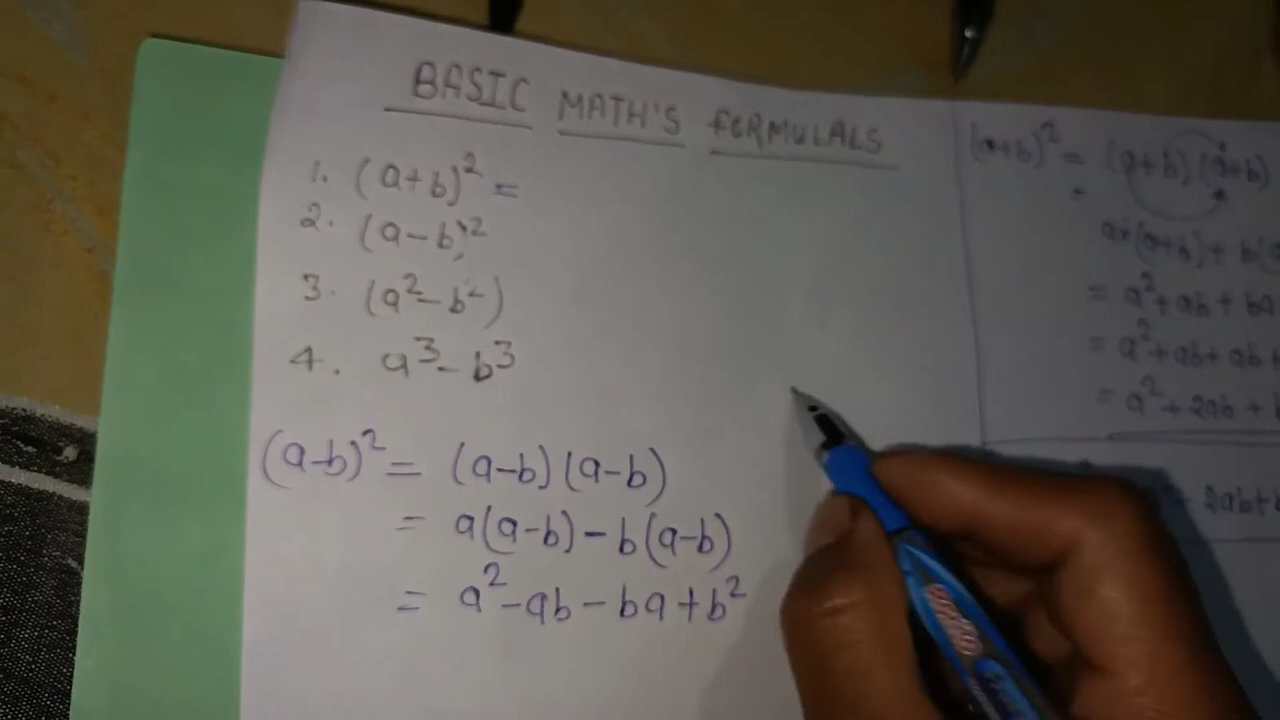 BASIC MATH'S FORMULALS
1. (a+b)² =
2. (a-b)²
3. (a²-b²)
4. a³-b³
(a-b)² = (a-b)(a-b)
= a(a-b)-b(a-b)
= a²-ab-ba+b²
(a+b)² = (a+b)(a+b)
=
a*(a+b)+b(
= a²+ab+ba
= a²+ab+ab+
= a²+2ab+
2ab+